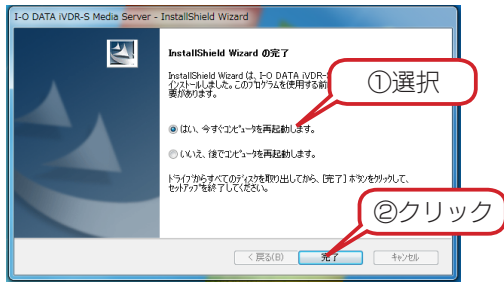 I-O DATA iVDR-S Media Server - InstallShield Wizard
InstallShield Wizard の完了
InstallShield Wizard は、I-O DATA iVDR-S
インストールしました。このプログラムを使用する前
要があります。
①選択
はい、今すぐコンピュータを再起動します。
いいえ、後でコンピュータを再起動します。
ドライブからすべてのディスクを取り出してから、[完了] ボタンをクリックして、
セットアップを終了してください。
②クリック
< 戻る(B)
完了
キャンセル